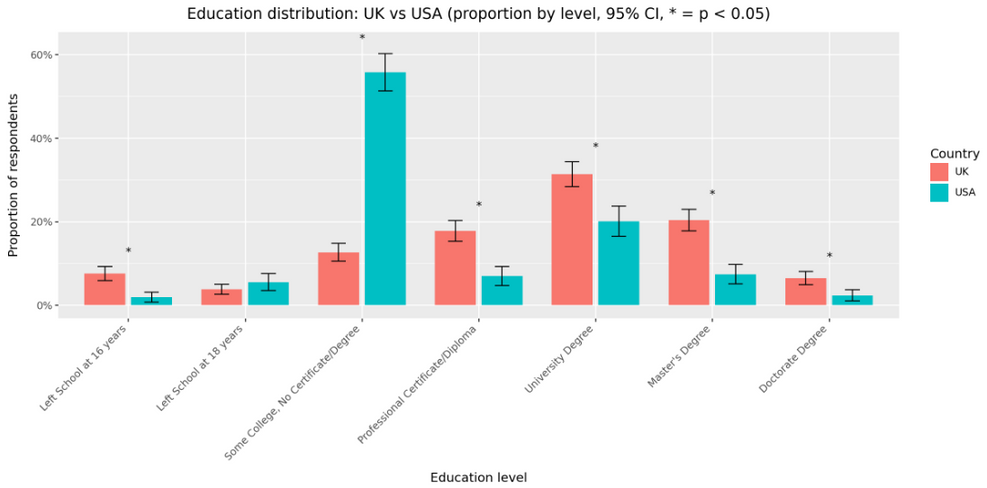 Education distribution: UK vs USA (proportion by level, 95% CI, * = p < 0.05)
Proportion of respondents
60%
40%
20%
0%
*
*
*
*
*
*
Left School at 16 years
Left School at 18 years
Some College, No Certificate/Degree
Professional Certificate/Diploma
University Degree
Master's Degree
Doctorate Degree
Education level
Country
UK
USA